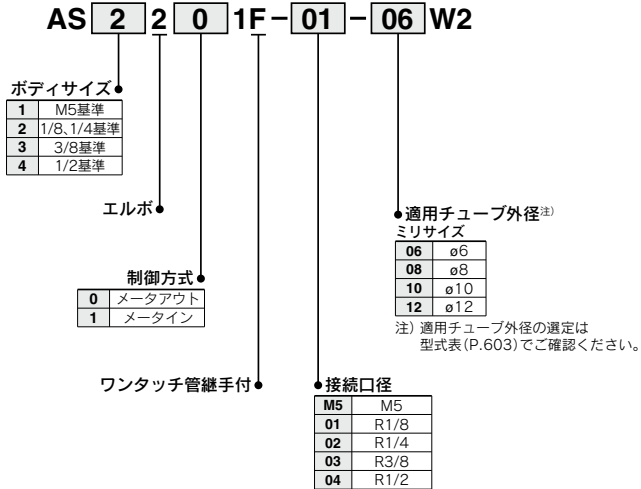 AS 2 2 0 1F-01-06 W2
ボディサイズ
1 M5基準
2 1/8、1/4基準
3 3/8基準
4 1/2基準
エルボ
制御方式
0 メータアウト
1 メータイン
ワンタッチ管継手付
接続口径
M5 M5
01 R1/8
02 R1/4
03 R3/8
04 R1/2
適用チューブ外径注)
ミリサイズ
06 ø6
08 ø8
10 ø10
12 ø12
注) 適用チューブ外径の選定は
型式表(P.603)でご確認ください。